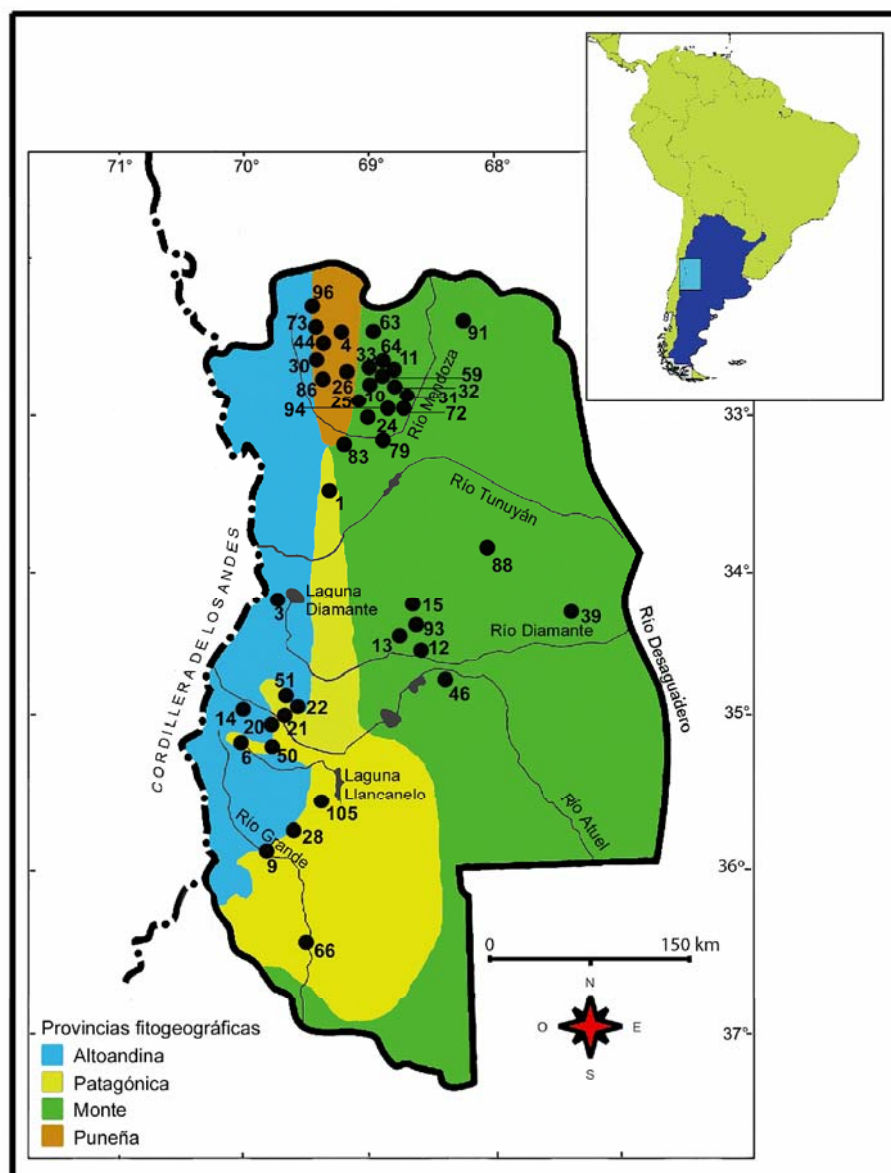 71°
70°
69°
68°
96
73
63
91
44
4
64
33
11
30
59
86
26
32
10
31
25
94
72
24
33°
83
79
Río Mendoza
1
Río Tunuyán
88
CORDILLERA DE LOS ANDES
34°
3
Laguna
Diamante
15
39
93
Río Diamante
13
12
Río Desaguadero
51
46
22
14
20
21
35°
6
50
Laguna
Llancanelo
105
Río Atuel
Río Grande
28
9
36°
66
0
150 km
N
O
E
S
37°
Provincias fitogeográficas
Altoandina
Patagónica
Monte
Puneña